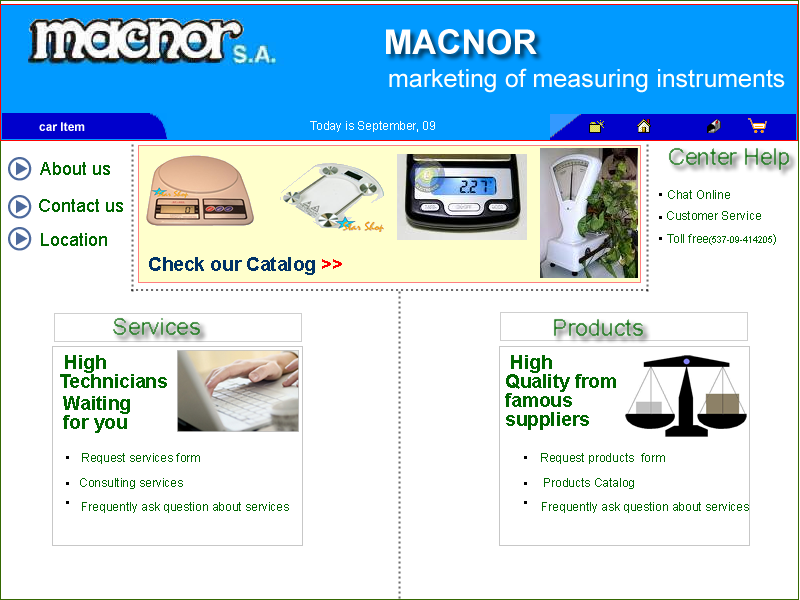 macnor S.A.
MACNOR
marketing of measuring instruments
car Item
Today is September, 09
About us
Contact us
Location
Star Shop
0
Star Shop
2.27
Check our Catalog >>
Center Help
• Chat Online
• Customer Service
• Toll free(537-09-414205)
Services
High
Technicians
Waiting
for you
• Request services form
• Consulting services
• Frequently ask question about services
Products
High
Quality from
famous
suppliers
• Request products form
• Products Catalog
• Frequently ask question about services